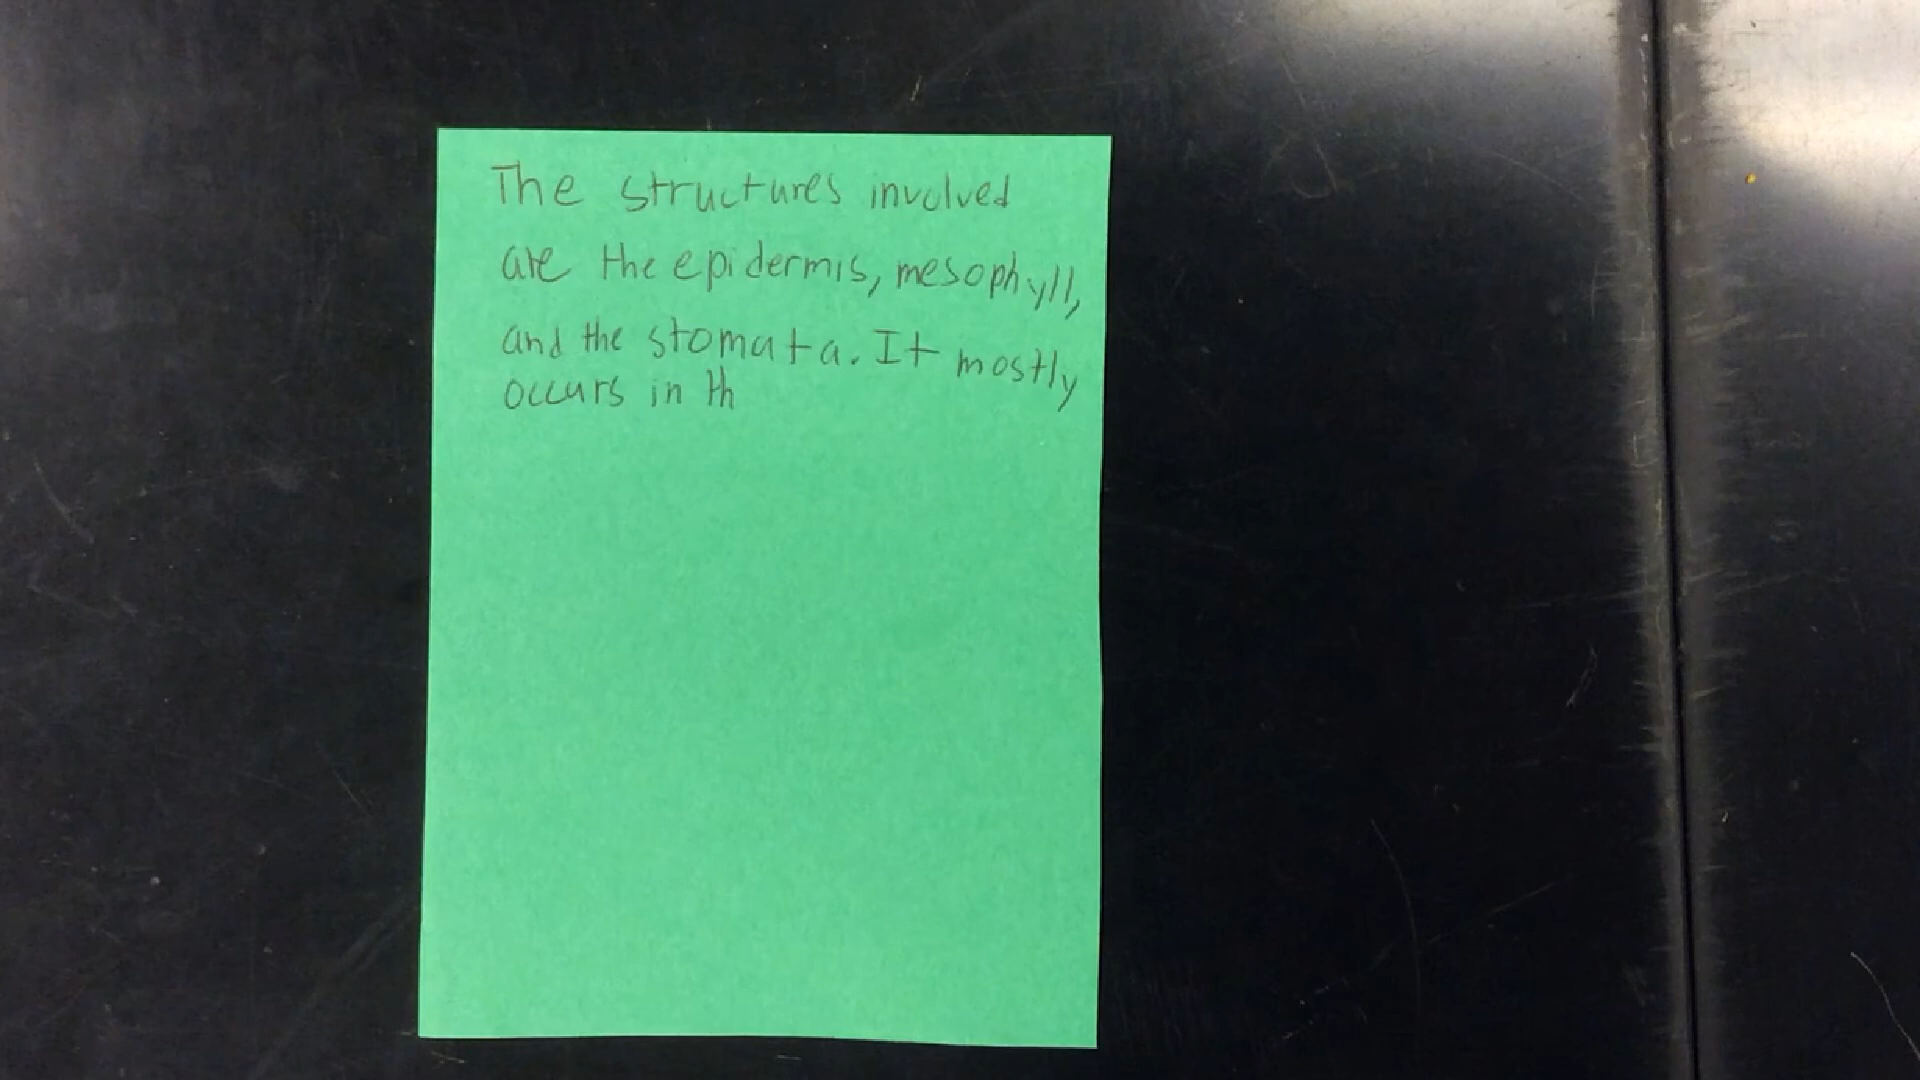 The structures involved
are the epidermis, mesophyll,
and the stomata. It mostly
occurs in th